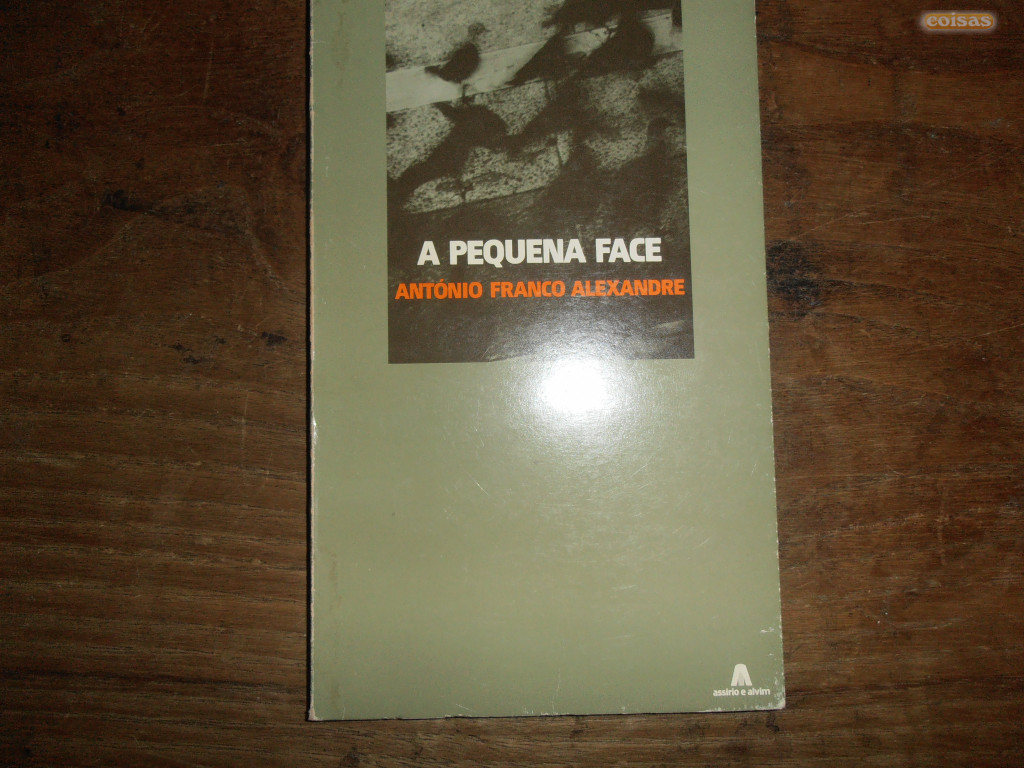 coisas
A PEQUENA FACE
ANTÓNIO FRANCO ALEXANDRE
assírio e alvim